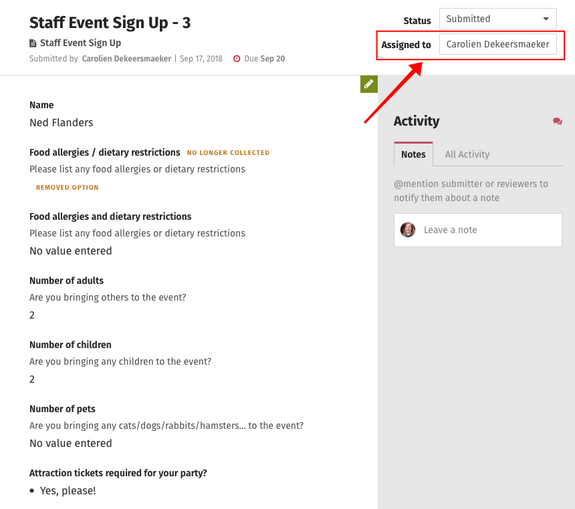 Staff Event Sign Up - 3
Staff Event Sign Up
Submitted by Carolien Dekeersmaeker | Sep 17, 2018 | Due Sep 20
Status Submitted
Assigned to Carolien Dekeersmaeker
Name
Ned Flanders
Food allergies / dietary restrictions NO LONGER COLLECTED
Please list any food allergies or dietary restrictions
REMOVED OPTION
Food allergies and dietary restrictions
Please list any food allergies or dietary restrictions
No value entered
Number of adults
Are you bringing others to the event?
2
Number of children
Are you bringing any children to the event?
2
Number of pets
Are you bringing any cats/dogs/rabbits/hamsters... to the event?
No value entered
Attraction tickets required for your party?
• Yes, please!
Activity
Notes All Activity
@mention submitter or reviewers to
notify them about a note
Leave a note